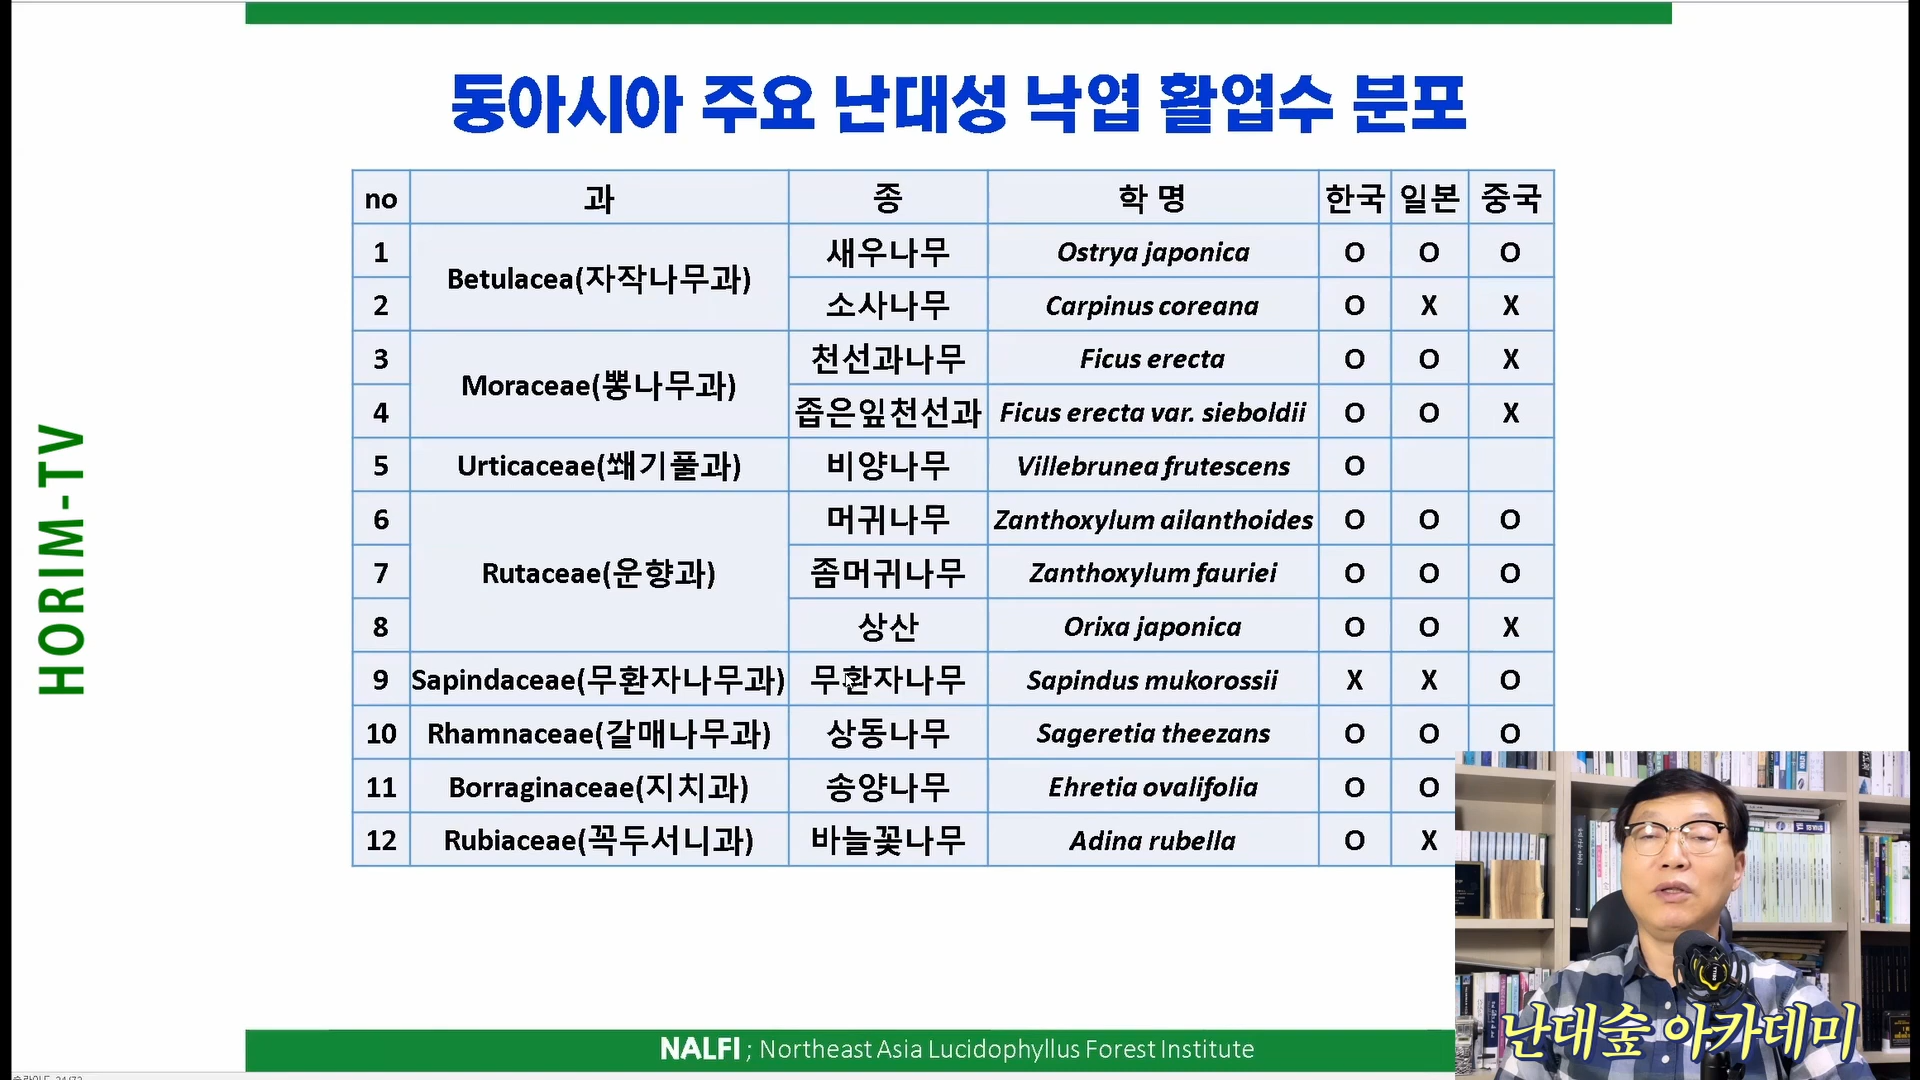 동아시아 주요 난대성 낙엽 활엽수 분포
no 과 종 학 명 한국 일본 중국
1 Betulacea(자작나무과) 새우나무 Ostrya japonica O O O
2 소사나무 Carpinus coreana O X X
3 Moraceae(뽕나무과) 천선과나무 Ficus erecta O O X
4 좁은잎천선과 Ficus erecta var. sieboldii O O X
5 Urticaceae(쐐기풀과) 비양나무 Villebrunea frutescens O
6 머귀나무 Zanthoxylum ailanthoides O O O
7 Rutaceae(운향과) 좀머귀나무 Zanthoxylum fauriei O O O
8 상산 Orixa japonica O O X
9 Sapindaceae(무환자나무과) 무환자나무 Sapindus mukorossii X X O
10 Rhamnaceae(갈매나무과) 상동나무 Sageretia theezans O O O
11 Borraginaceae(지치과) 송양나무 Ehretia ovalifolia O O
12 Rubiaceae(꼭두서니과) 바늘꽃나무 Adina rubella O X
HORIM-TV
난대숲 아카데미
NALFI ; Northeast Asia Lucidophyllus Forest Institute